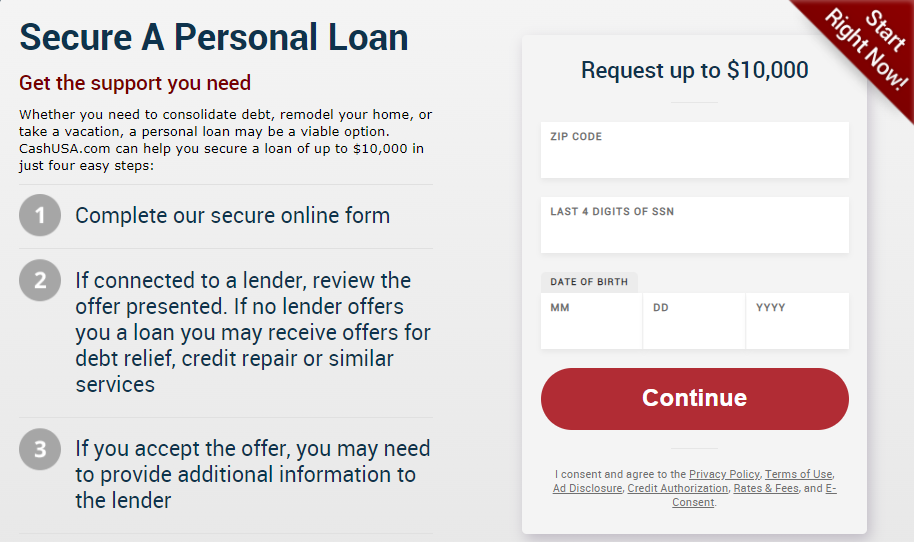 Secure A Personal Loan
Get the support you need
Whether you need to consolidate debt, remodel your home, or
take a vacation, a personal loan may be a viable option.
CashUSA.com can help you secure a loan of up to $10,000 in
just four easy steps:
1 Complete our secure online form
2 If connected to a lender, review the
offer presented. If no lender offers
you a loan you may receive offers for
debt relief, credit repair or similar
services
3 If you accept the offer, you may need
to provide additional information to
the lender
Start
Right Now!
Request up to $10,000
ZIP CODE
LAST 4 DIGITS OF SSN
DATE OF BIRTH
MM DD YYYY
Continue
I consent and agree to the Privacy Policy, Terms of Use,
Ad Disclosure, Credit Authorization, Rates & Fees, and E-
Consent.